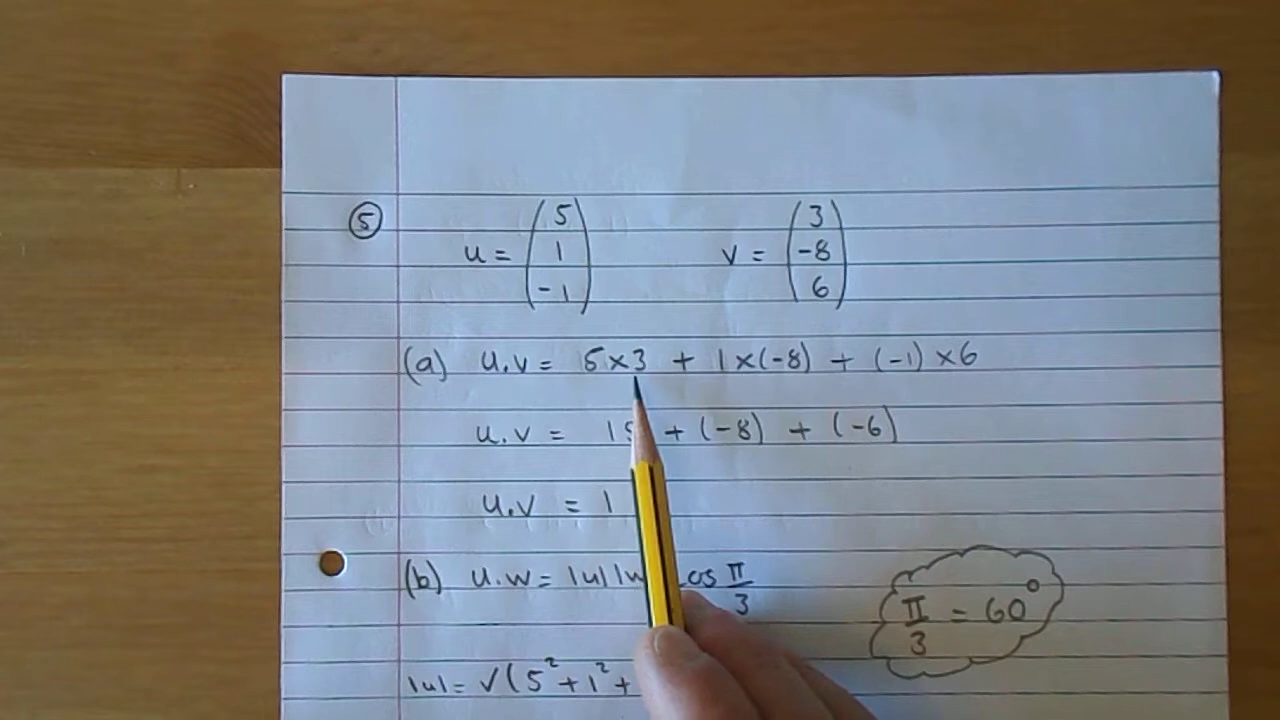 5
u = (5 1 -1) v = (3 -8 6)
(a) u.v = 5×3 + 1×(-8) + (-1)×6
u.v = 15 + (-8) + (-6)
u.v = 1
(b) u.w = |u| |w| cos π/3
π/3 = 60°
|u| = √(5² + 1² +